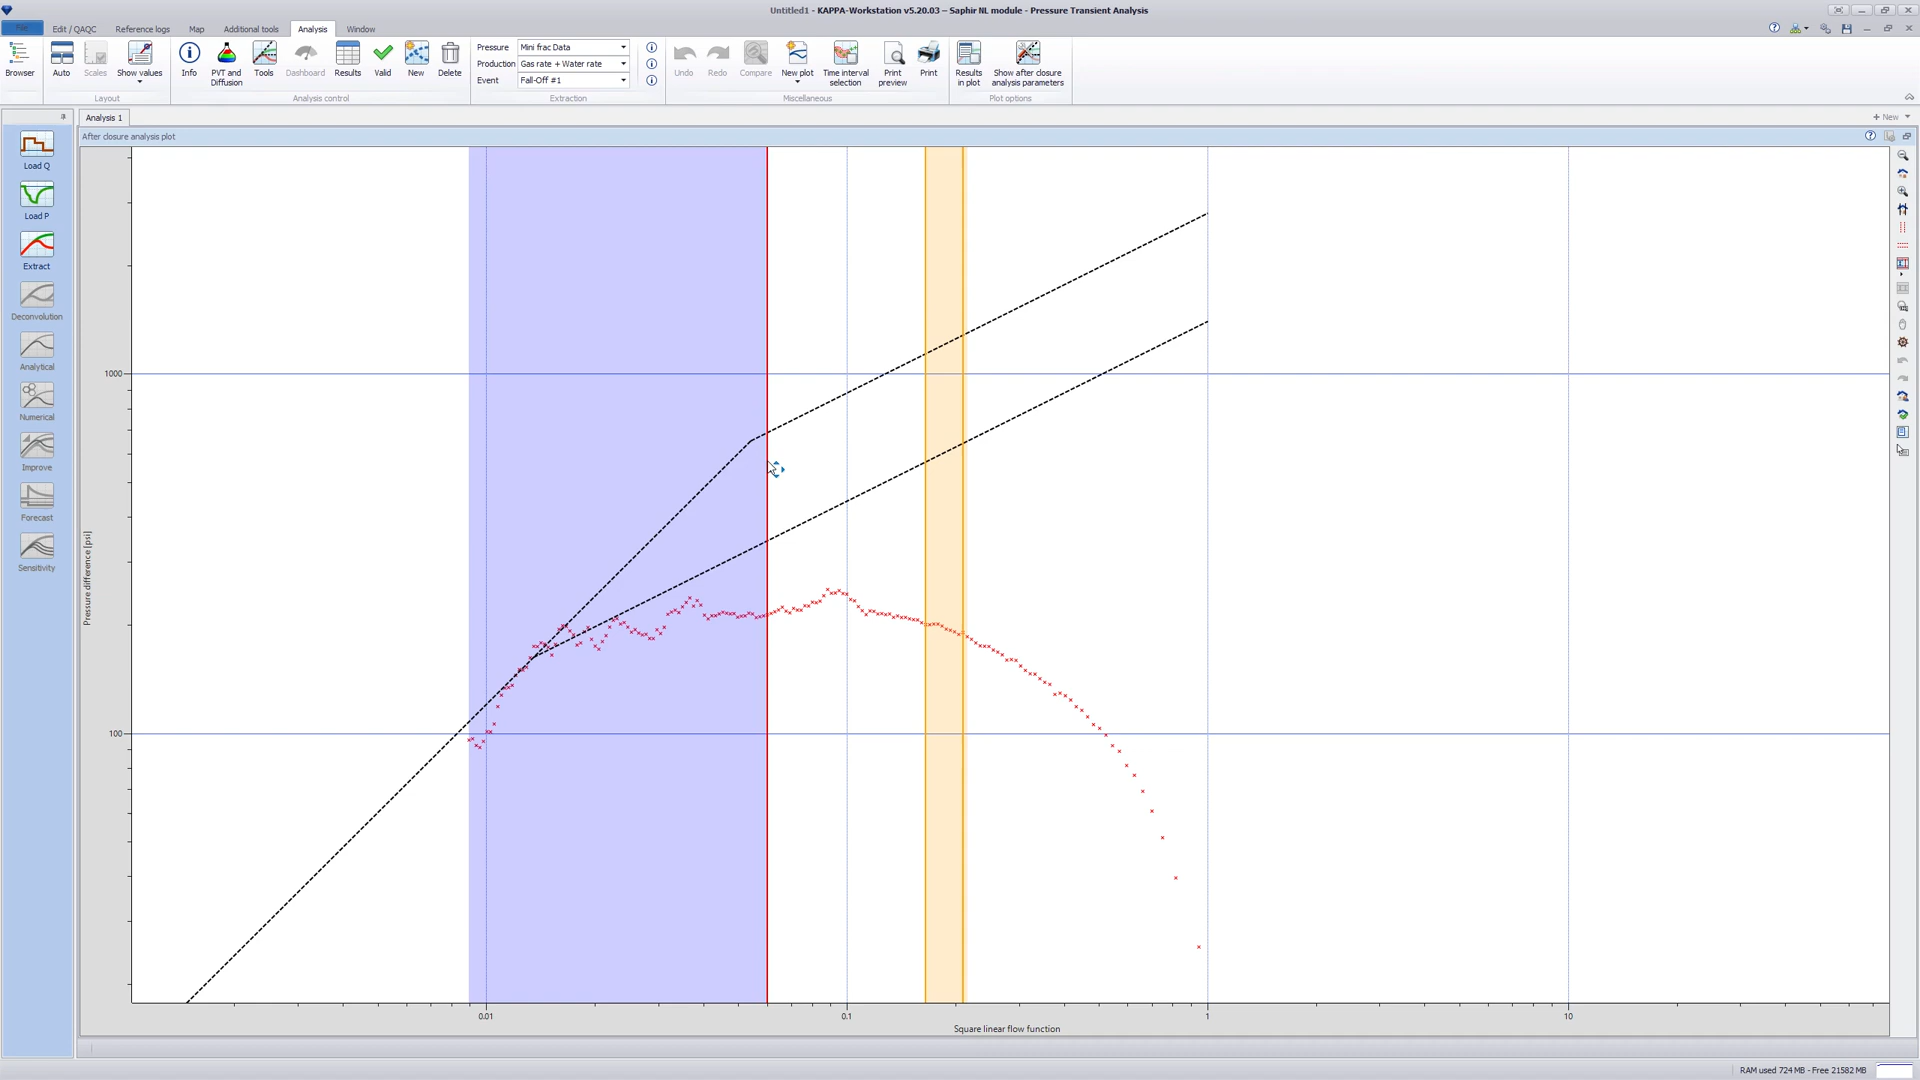 Untitled1 - KAPPA-Workstation v5.20.03 – Saphir NL module - Pressure Transient Analysis
File
Edit / QAQC
Reference logs
Map
Additional tools
Analysis
Window
Browser
Auto
Scales
Show values
Layout
Info
PVT and
Diffusion
Tools
Dashboard
Results
Valid
New
Delete
Analysis control
Pressure Mini frac Data
Production Gas rate + Water rate
Event Fall-Off #1
Extraction
Undo
Redo
Compare
New plot
Time interval
selection
Print
preview
Print
Miscellaneous
Results
in plot
Show after closure
analysis parameters
Plot options
Analysis 1
+ New
After closure analysis plot
Load Q
Load P
Extract
Deconvolution
Analytical
Numerical
Improve
Forecast
Sensitivity
1000
100
Pressure difference [psi]
0.01
0.1
1
10
Square linear flow function
RAM used 724 MB - Free 21582 MB